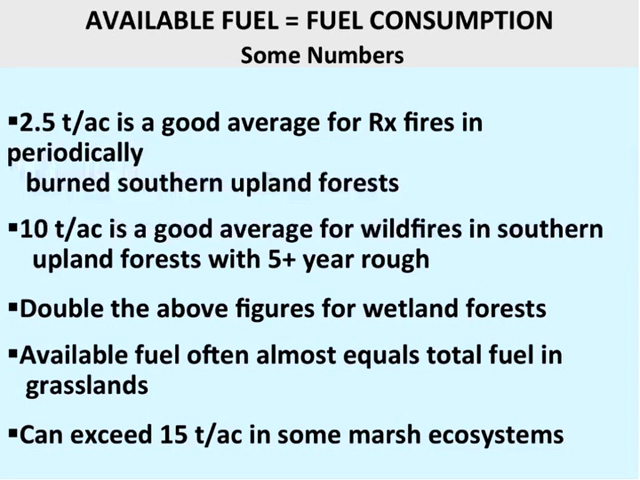 AVAILABLE FUEL = FUEL CONSUMPTION
Some Numbers
▪2.5 t/ac is a good average for Rx fires in
periodically
burned southern upland forests
▪10 t/ac is a good average for wildfires in southern
upland forests with 5+ year rough
▪Double the above figures for wetland forests
▪Available fuel often almost equals total fuel in
grasslands
▪Can exceed 15 t/ac in some marsh ecosystems